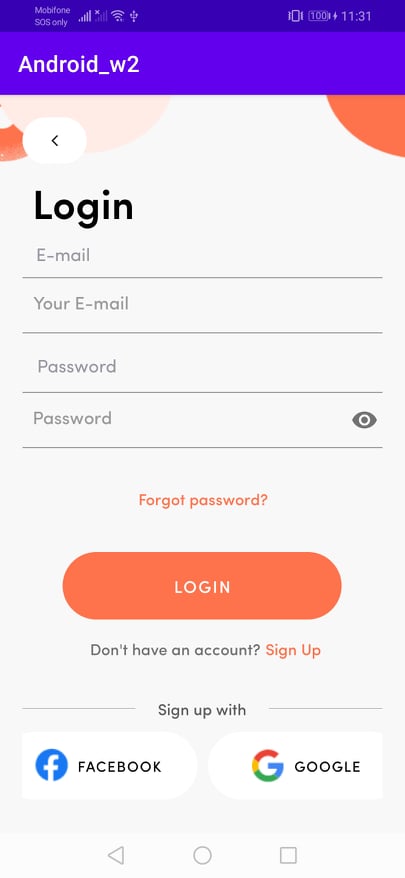 Mobifone
SOS only
100
11:31
Android_w2
Login
E-mail
Your E-mail
Password
Password
Forgot password?
LOGIN
Don't have an account? Sign Up
Sign up with
FACEBOOK
GOOGLE